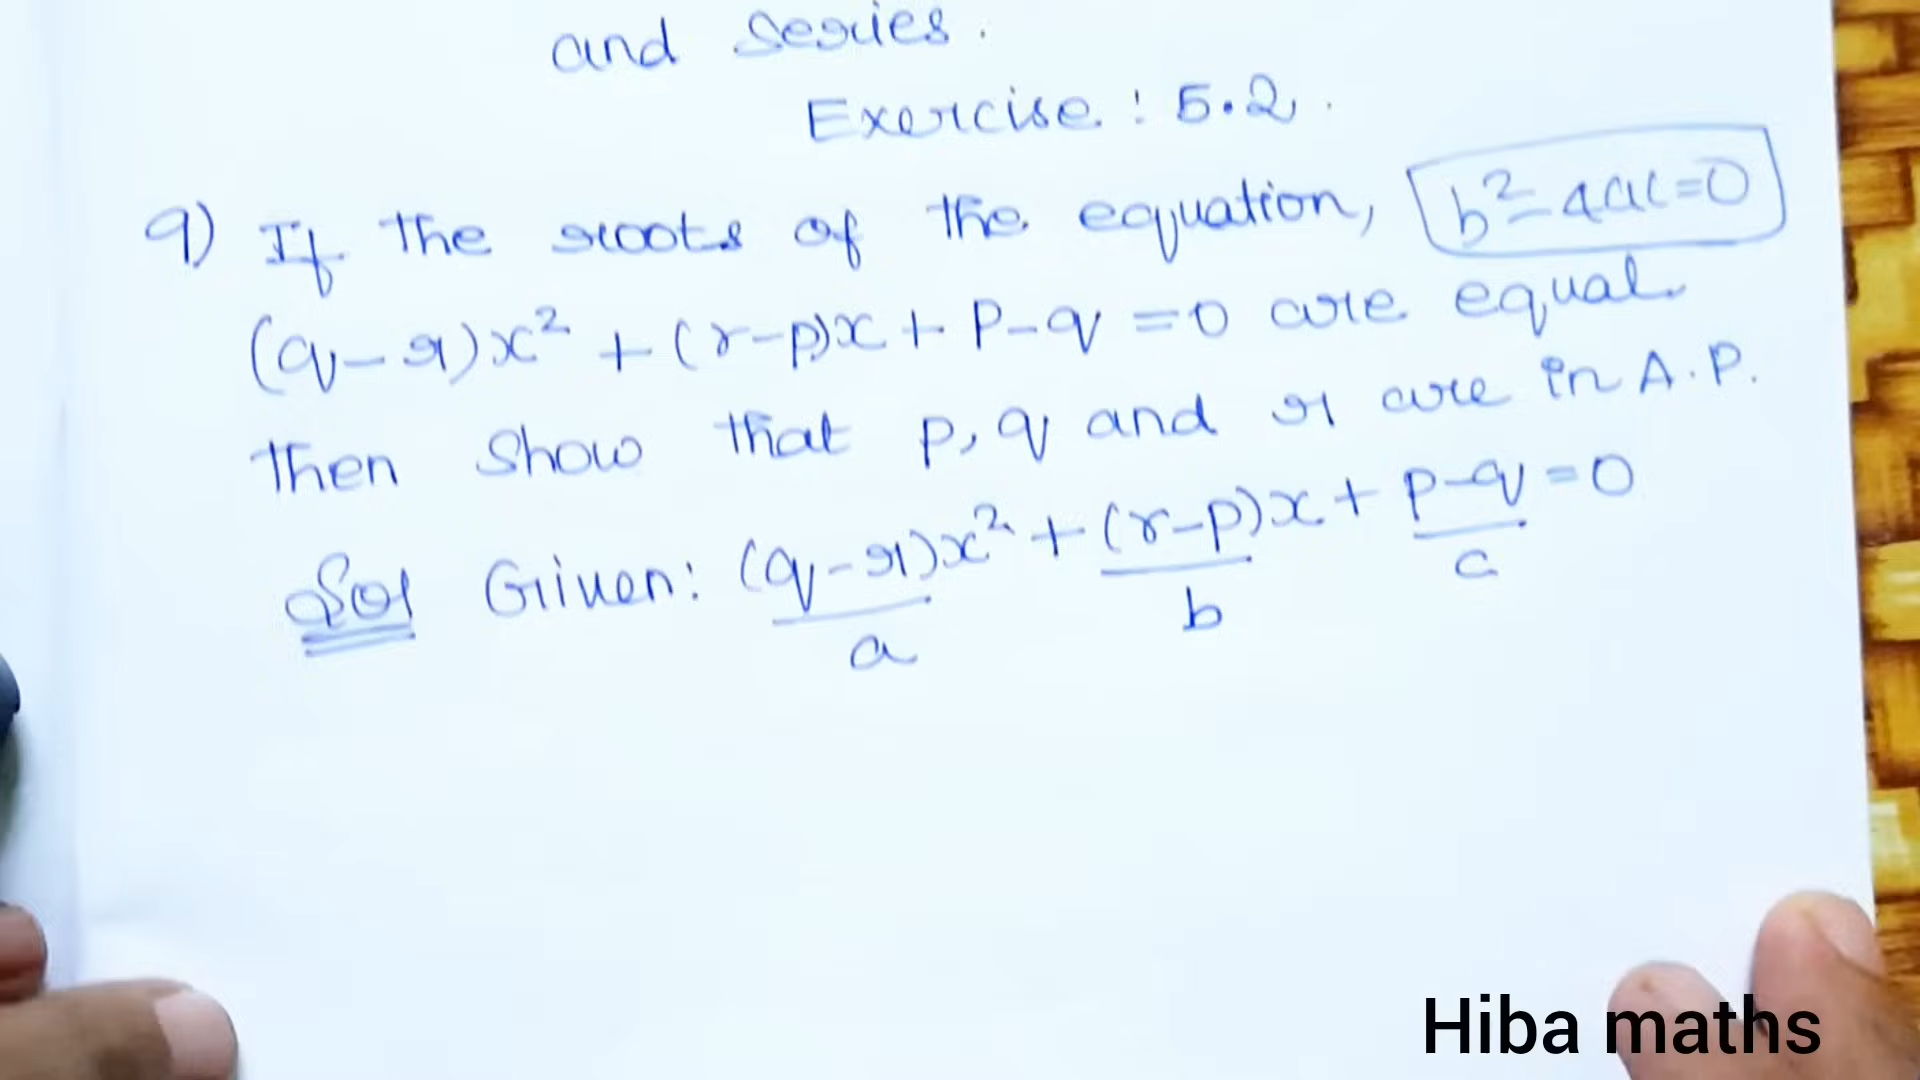 and Series.
Exercise : 5.2.
9) If the roots of the equation, b²-4ac=0
(q-r)x² + (r-p)x + p-q = 0 are equal
then show that p, q and r are in A.P.
Sol Given: (q-r)x² + (r-p)x + p-q = 0
a b c
Hiba maths